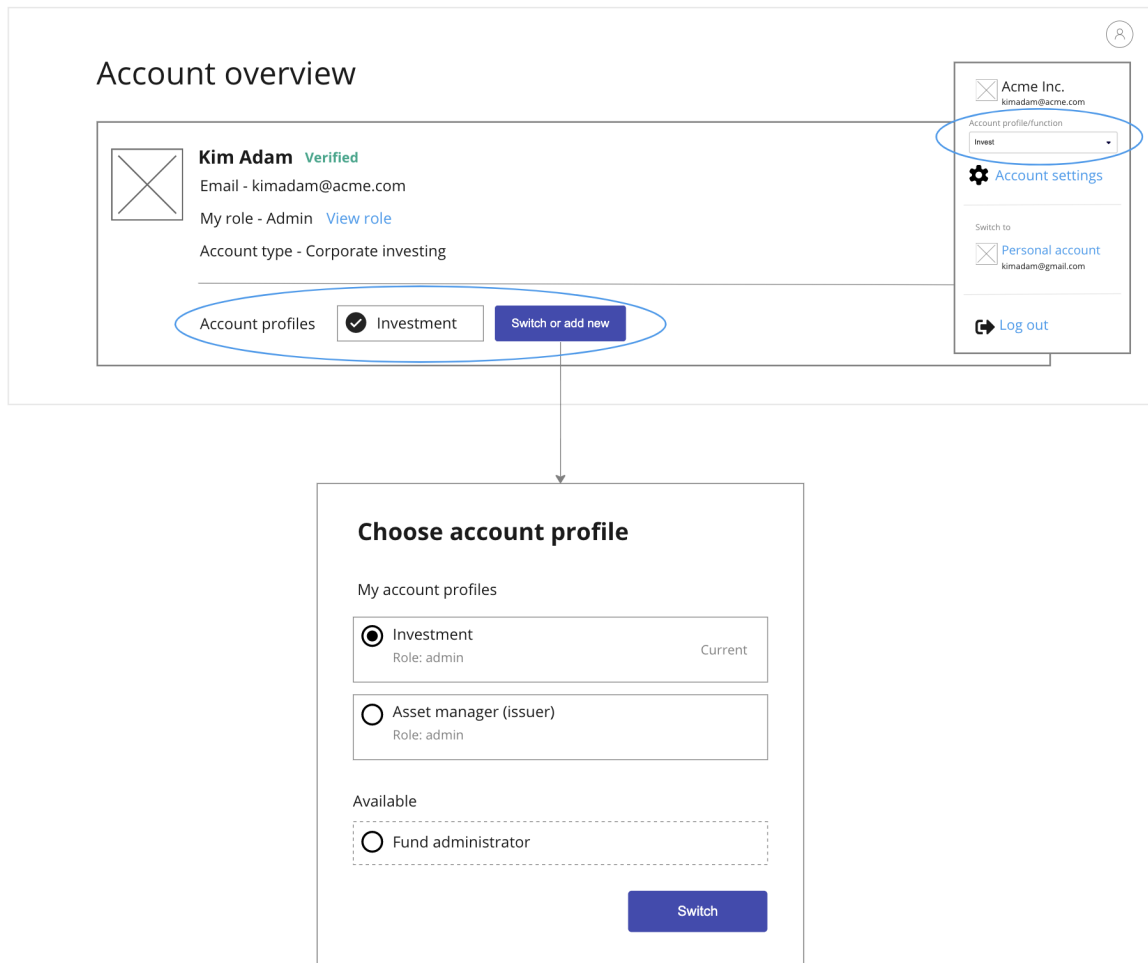 Account overview
Kim Adam Verified
Email - kimadam@acme.com
My role - Admin View role
Account type - Corporate investing
Account profiles Investment Switch or add new
Acme Inc.
kimadam@acme.com
Account profile/function
Invest
Account settings
Switch to
Personal account
kimadam@gmail.com
Log out
Choose account profile
My account profiles
Investment
Role: admin
Current
Asset manager (issuer)
Role: admin
Available
Fund administrator
Switch